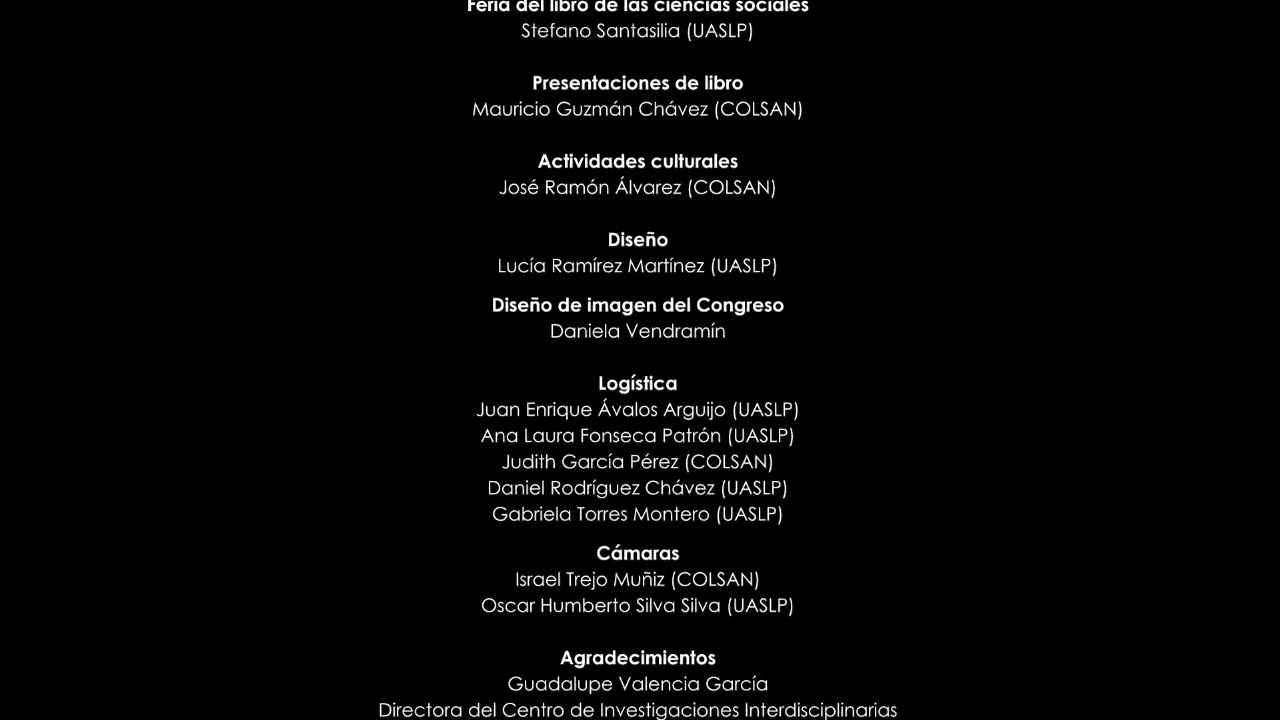 Feria del libro de las ciencias sociales
Stefano Santasilia (UASLP)
Presentaciones de libro
Mauricio Guzmán Chávez (COLSAN)
Actividades culturales
José Ramón Álvarez (COLSAN)
Diseño
Lucía Ramírez Martínez (UASLP)
Diseño de imagen del Congreso
Daniela Vendramín
Logística
Juan Enrique Ávalos Arguijo (UASLP)
Ana Laura Fonseca Patrón (UASLP)
Judith García Pérez (COLSAN)
Daniel Rodríguez Chávez (UASLP)
Gabriela Torres Montero (UASLP)
Cámaras
Israel Trejo Muñiz (COLSAN)
Oscar Humberto Silva Silva (UASLP)
Agradecimientos
Guadalupe Valencia García
Directora del Centro de Investigaciones Interdisciplinarias